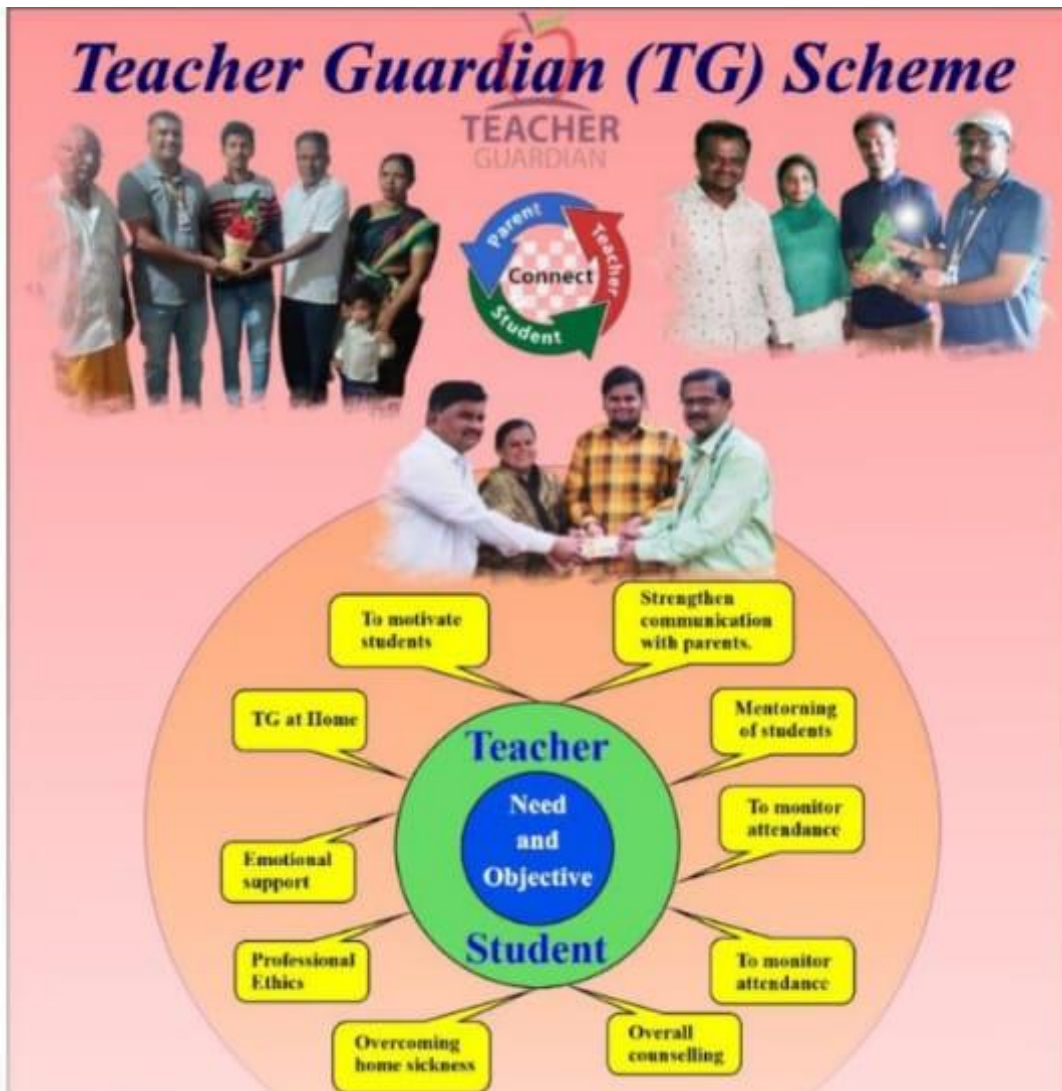 Teacher Guardian (TG) Scheme
TEACHER
GUARDIAN
Parent
Teacher
Connect
Student
To motivate
students
Strengthen
communication
with parents.
TG at Home
Mentorning
of students
Teacher
Need
and
Objective
Student
To monitor
attendance
Emotional
support
Professional
Ethics
To monitor
attendance
Overcoming
home sickness
Overall
counselling